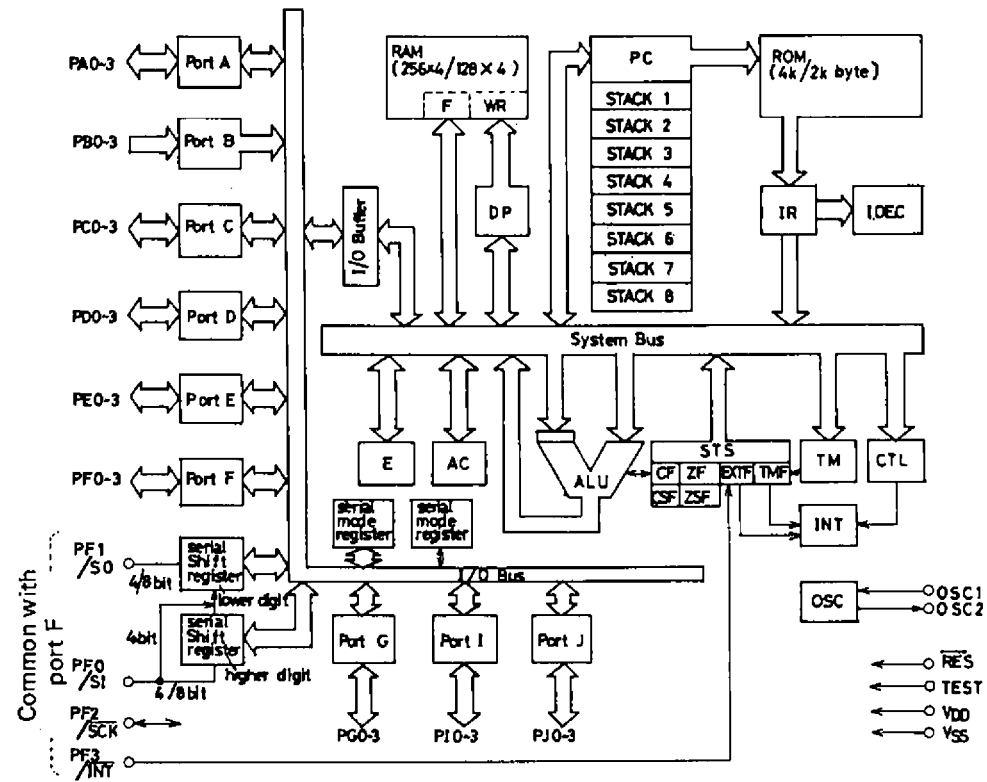 PA0~3
Port A
PB0~3
Port B
PC0~3
Port C
PD0~3
Port D
PE0~3
Port E
PF0~3
Port F
I/O Buffer
RAM
(256×4/128×4)
F
WR
DP
PC
STACK 1
STACK 2
STACK 3
STACK 4
STACK 5
STACK 6
STACK 7
STACK 8
ROM
(4k/2k byte)
IR
I.DEC
System Bus
E
AC
ALU
STS
CF
ZF
EXTF
TMF
CSF
ZSF
TM
CTL
INT
serial
mode
register
serial
mode
register
I/O Bus
Common with
port F
PF1
/SO
4/8bit
serial
Shift
register
lower digit
4bit
serial
Shift
register
higher digit
PF0
/SI
4/8bit
PF2
/SCK
PF3
/INT
Port G
Port I
Port J
PG0-3
PI0~3
PJ0~3
OSC
OSC1
OSC2
RES
TEST
VDD
VSS